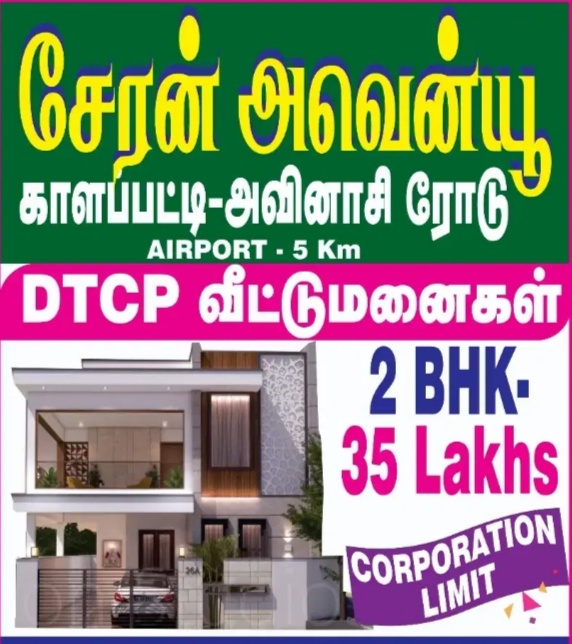 சேரன் அவென்யூ
காளப்பட்டி-அவினாசி ரோடு
AIRPORT - 5 Km
DTCP வீட்டுமனைகள்
2 BHK-
35 Lakhs
CORPORATION
LIMIT